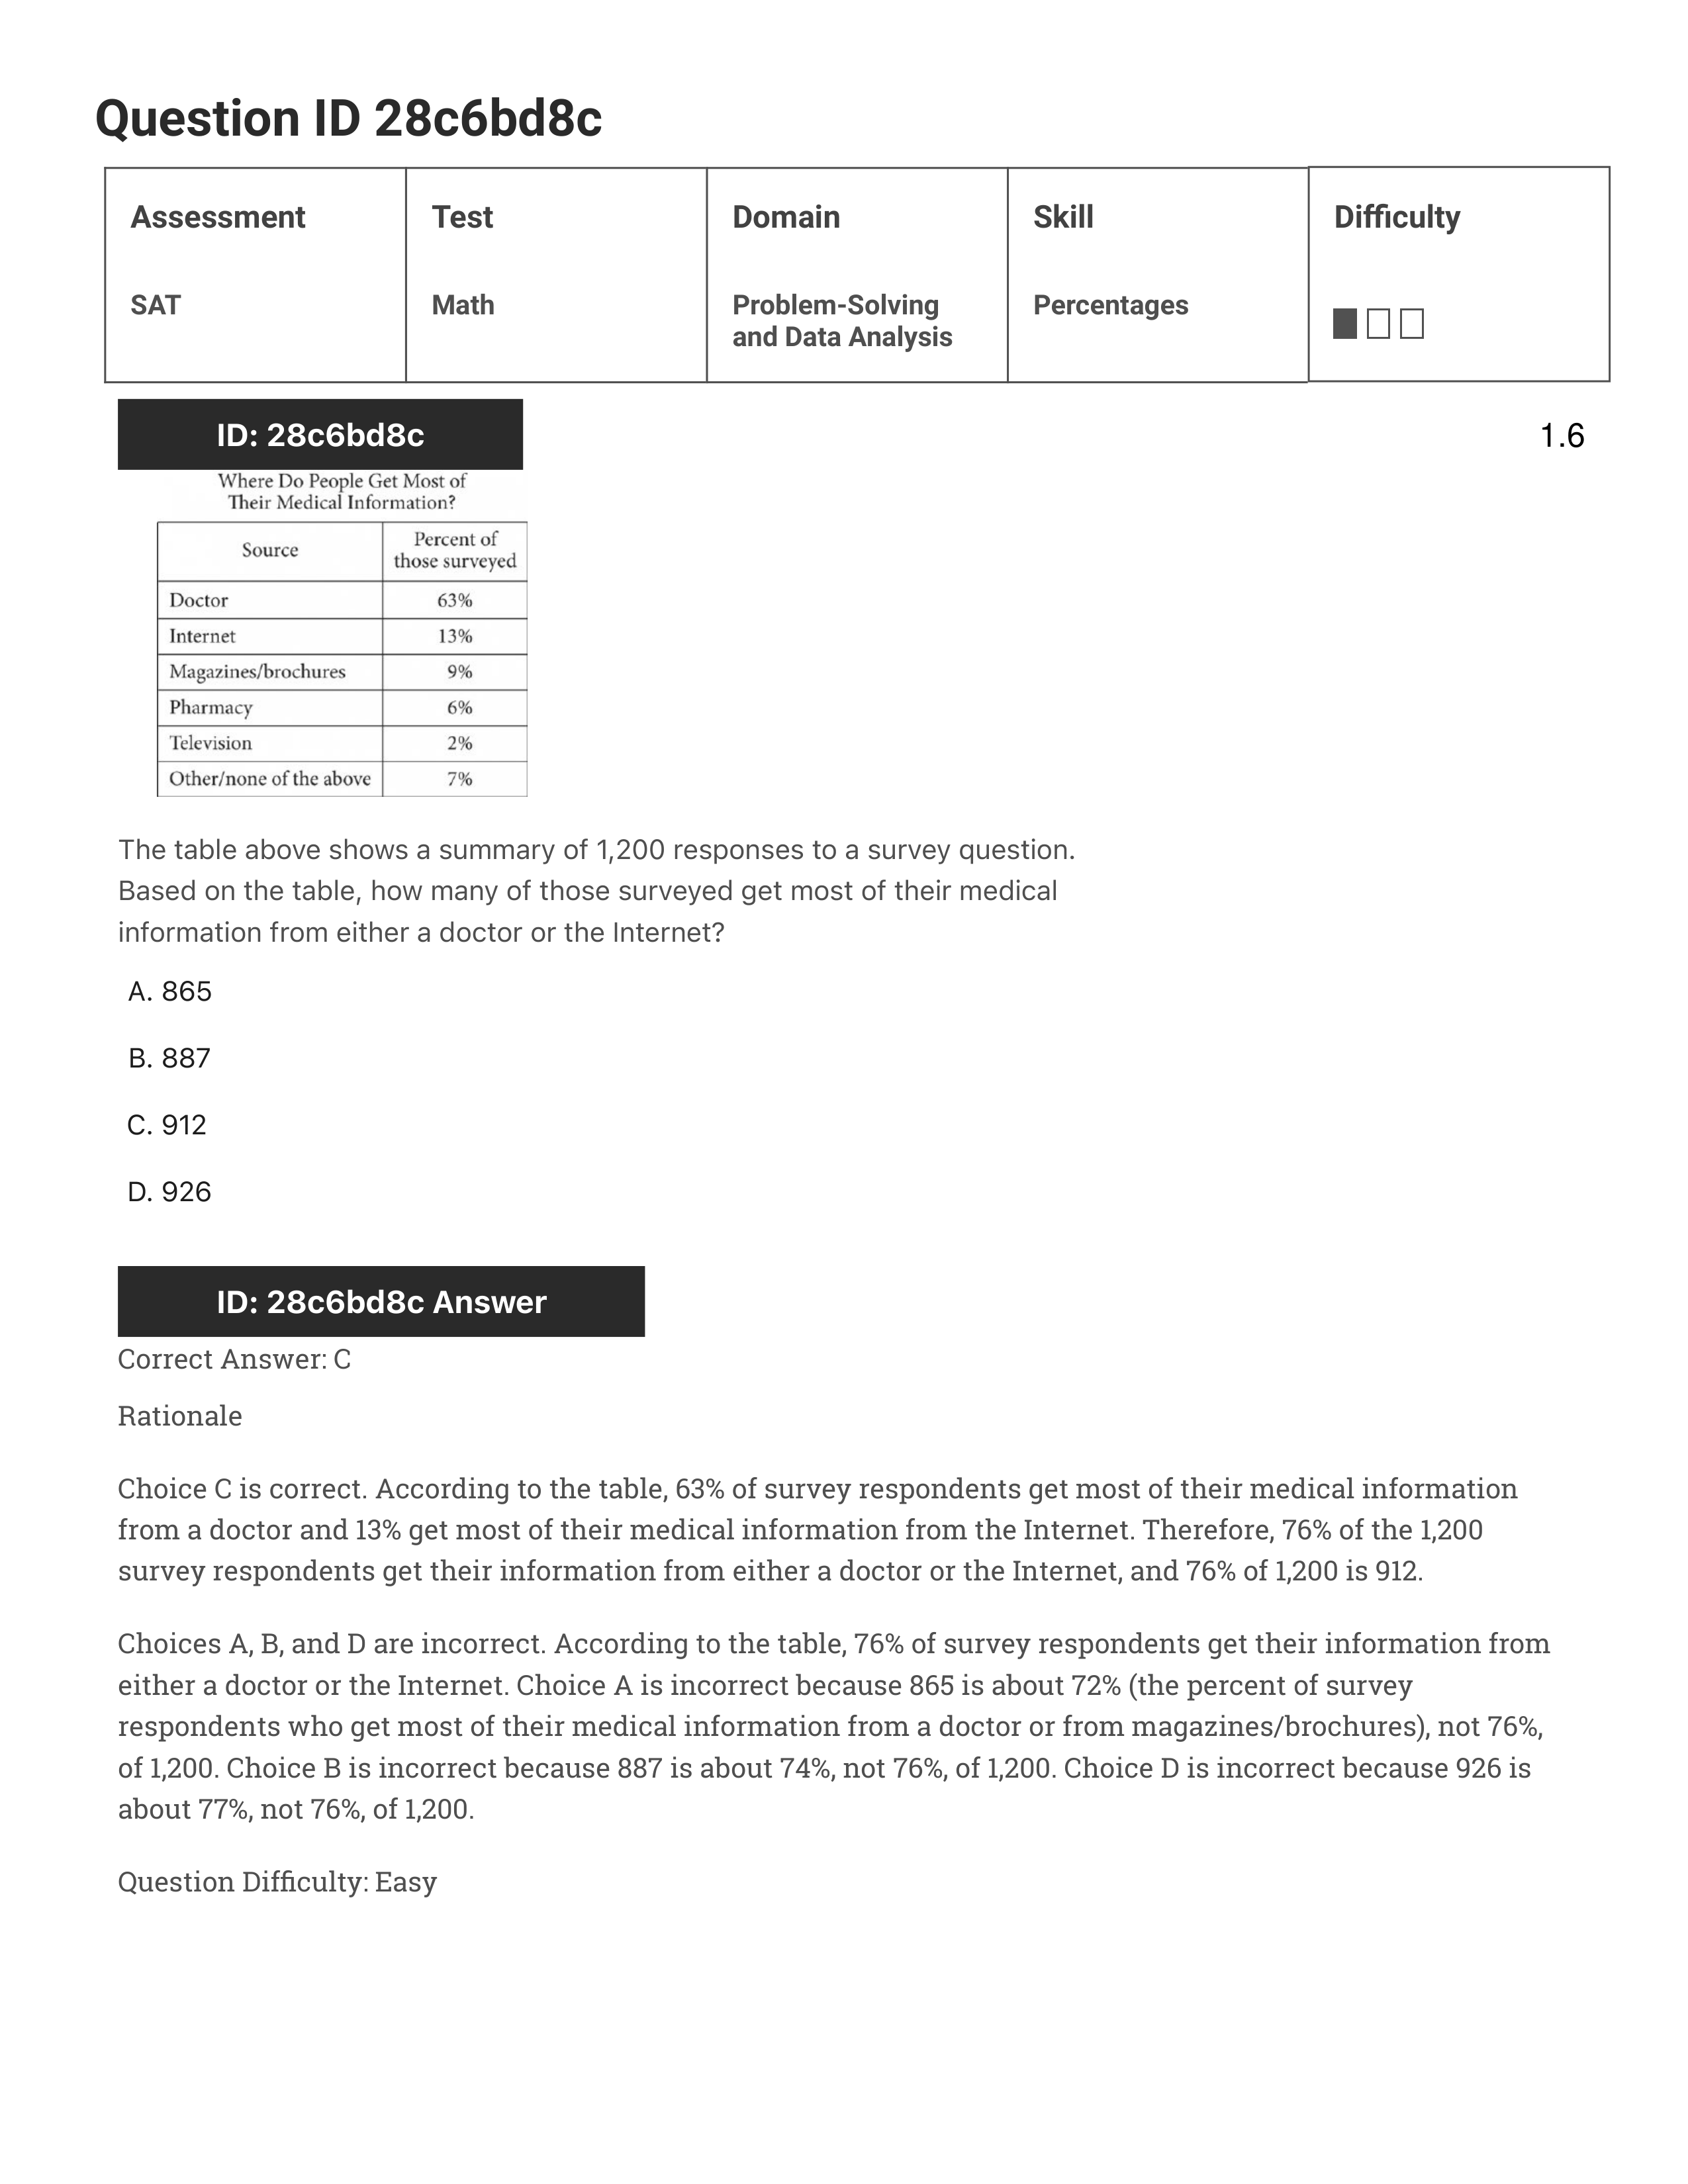 Question ID 28c6bd8c
Assessment Test Domain Skill Difficulty
SAT Math Problem-Solving and Data Analysis Percentages
ID: 28c6bd8c
1.6
Where Do People Get Most of
Their Medical Information?
Source Percent of those surveyed
Doctor 63%
Internet 13%
Magazines/brochures 9%
Pharmacy 6%
Television 2%
Other/none of the above 7%
The table above shows a summary of 1,200 responses to a survey question.
Based on the table, how many of those surveyed get most of their medical
information from either a doctor or the Internet?
A. 865
B. 887
C. 912
D. 926
ID: 28c6bd8c Answer
Correct Answer: C
Rationale
Choice C is correct. According to the table, 63% of survey respondents get most of their medical information
from a doctor and 13% get most of their medical information from the Internet. Therefore, 76% of the 1,200
survey respondents get their information from either a doctor or the Internet, and 76% of 1,200 is 912.
Choices A, B, and D are incorrect. According to the table, 76% of survey respondents get their information from
either a doctor or the Internet. Choice A is incorrect because 865 is about 72% (the percent of survey
respondents who get most of their medical information from a doctor or from magazines/brochures), not 76%,
of 1,200. Choice B is incorrect because 887 is about 74%, not 76%, of 1,200. Choice D is incorrect because 926 is
about 77%, not 76%, of 1,200.
Question Difficulty: Easy